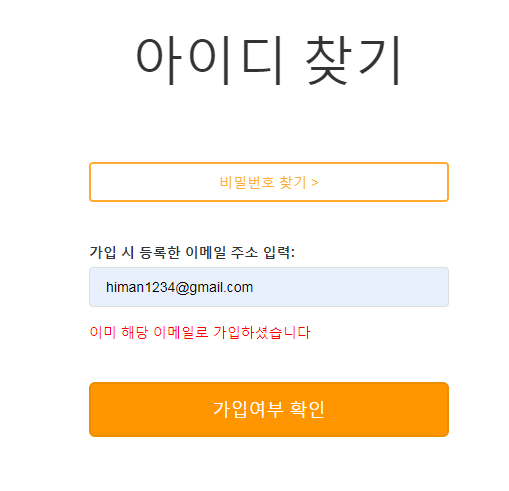 아이디 찾기
비밀번호 찾기 >
가입 시 등록한 이메일 주소 입력:
himan1234@gmail.com
이미 해당 이메일로 가입하셨습니다
가입여부 확인